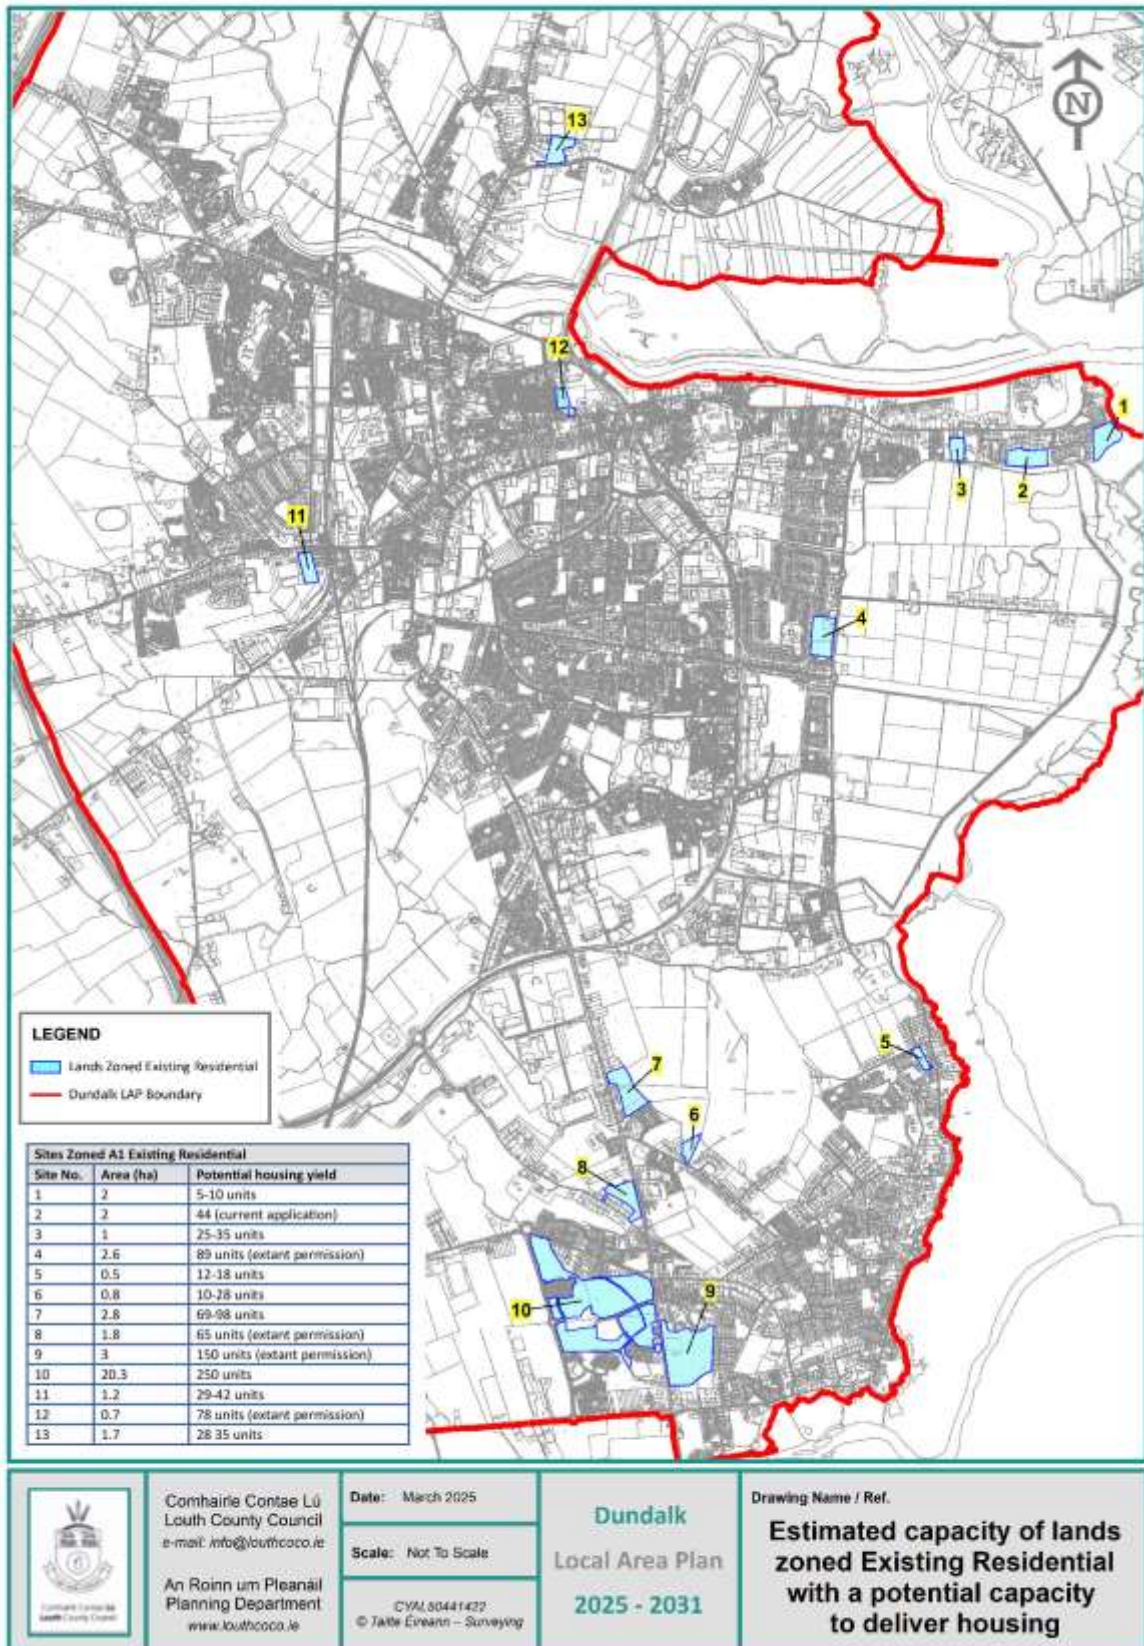 N
13
12
1
3
2
11
4
5
7
6
8
9
10
LEGEND
Lands Zoned Existing Residential
Dundalk LAP Boundary
Sites Zoned A1 Existing Residential
Site No. Area (ha) Potential housing yield
1 2 5-10 units
2 2 44 (current application)
3 1 25-35 units
4 2.6 89 units (extant permission)
5 0.5 12-18 units
6 0.8 10-28 units
7 2.8 69-98 units
8 1.8 65 units (extant permission)
9 3 150 units (extant permission)
10 20.3 250 units
11 1.2 29-42 units
12 0.7 78 units (extant permission)
13 1.7 28 35 units
Comhairle Contae Lú
Louth County Council
Comhairle Contae Lú
Louth County Council
e-mail: info@louthcoco.ie
An Roinn um Pleanáil
Planning Department
www.louthcoco.ie
Date: March 2025
Scale: Not To Scale
CYAL50441422
© Tailte Éireann – Surveying
Dundalk
Local Area Plan
2025 - 2031
Drawing Name / Ref.
Estimated capacity of lands
zoned Existing Residential
with a potential capacity
to deliver housing